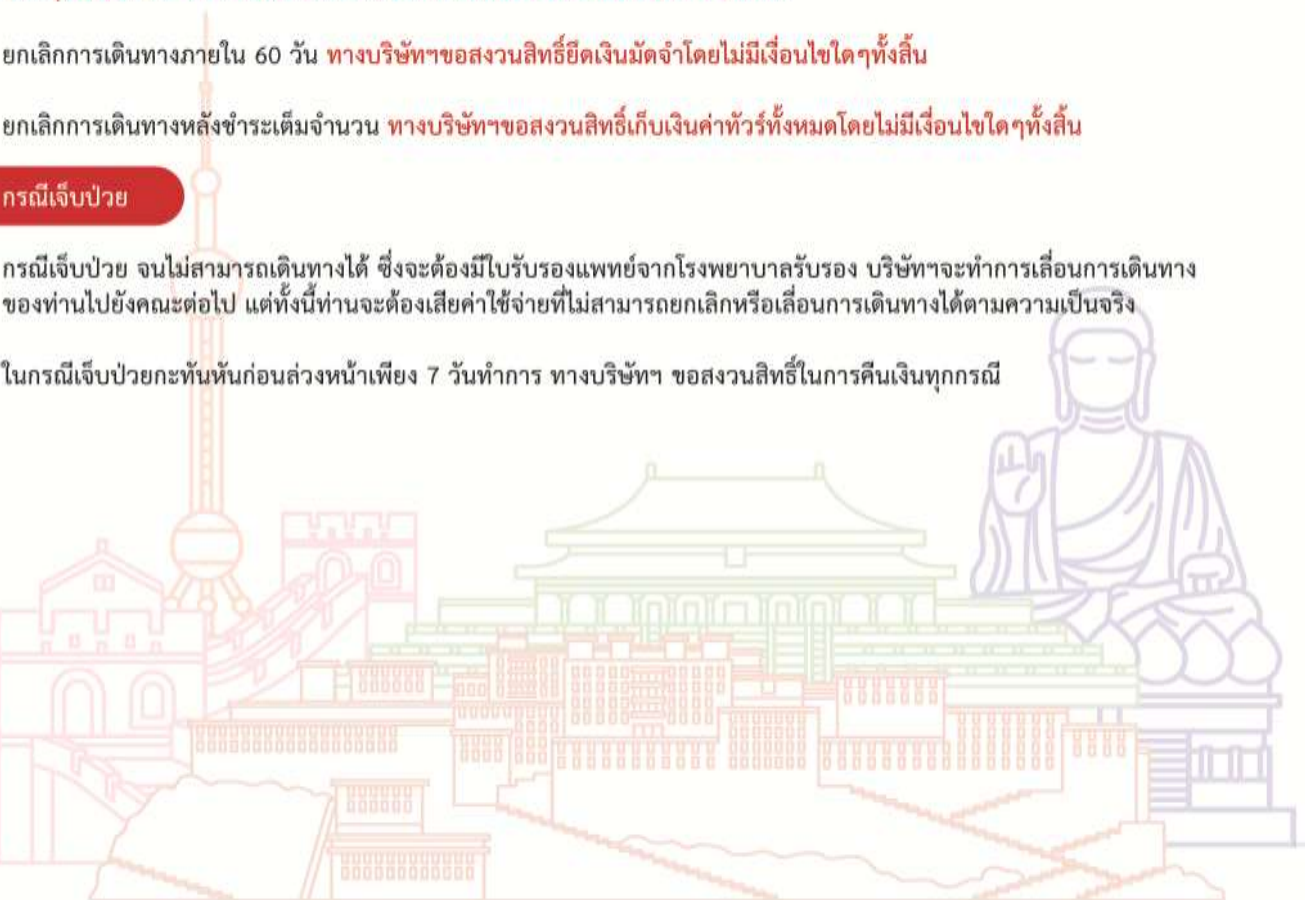 ยกเลิกการเดินทางภายใน 60 วัน ทางบริษัทฯขอสงวนสิทธิ์ยึดเงินมัดจำโดยไม่มีเงื่อนไขใดๆทั้งสิ้น
ยกเลิกการเดินทางหลังชำระเต็มจำนวน ทางบริษัทฯขอสงวนสิทธิ์เก็บเงินค่าทัวร์ทั้งหมดโดยไม่มีเงื่อนไขใดๆทั้งสิ้น
กรณีเจ็บป่วย
กรณีเจ็บป่วย จนไม่สามารถเดินทางได้ ซึ่งจะต้องมีใบรับรองแพทย์จากโรงพยาบาลรับรอง บริษัทฯจะทำการเลื่อนการเดินทาง
ของท่านไปยังคณะต่อไป แต่ทั้งนี้ท่านจะต้องเสียค่าใช้จ่ายที่ไม่สามารถยกเลิกหรือเลื่อนการเดินทางได้ตามความเป็นจริง
ในกรณีเจ็บป่วยกะทันหันก่อนล่วงหน้าเพียง 7 วันทำการ ทางบริษัทฯ ขอสงวนสิทธิ์ในการคืนเงินทุกกรณี